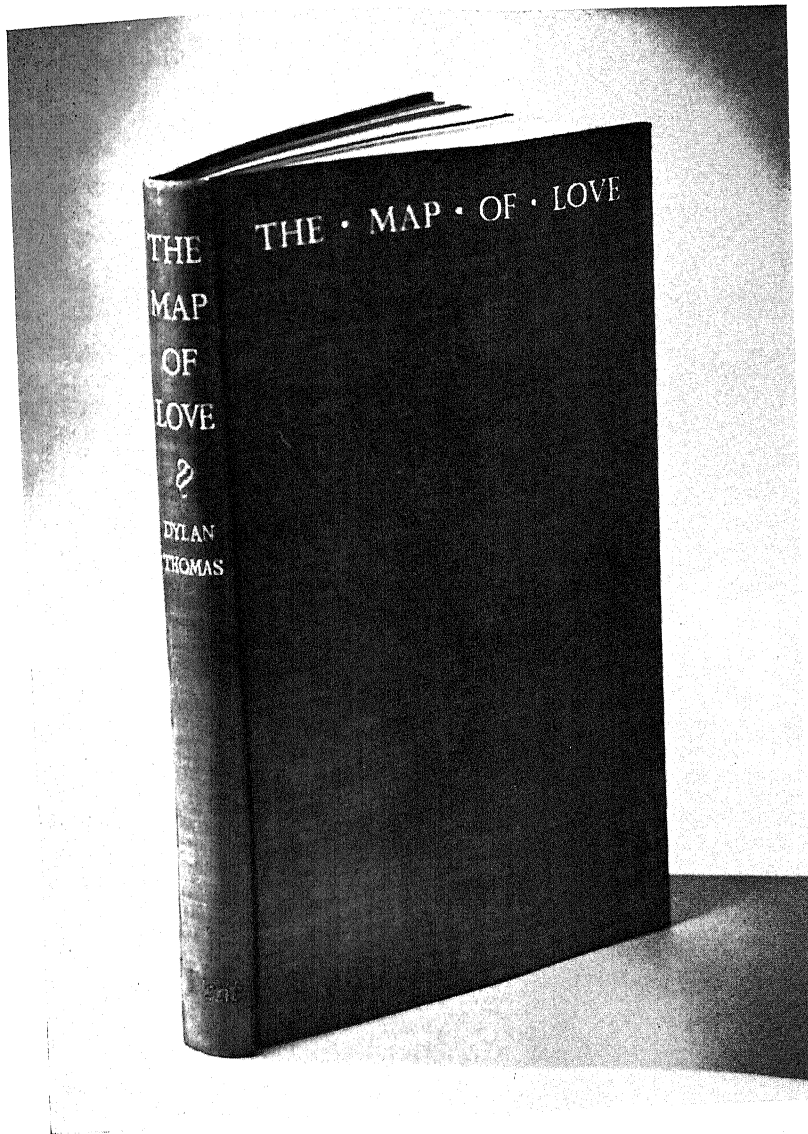 THE
MAP
OF
LOVE
DYLAN
THOMAS
THE · MAP · OF · LOVE